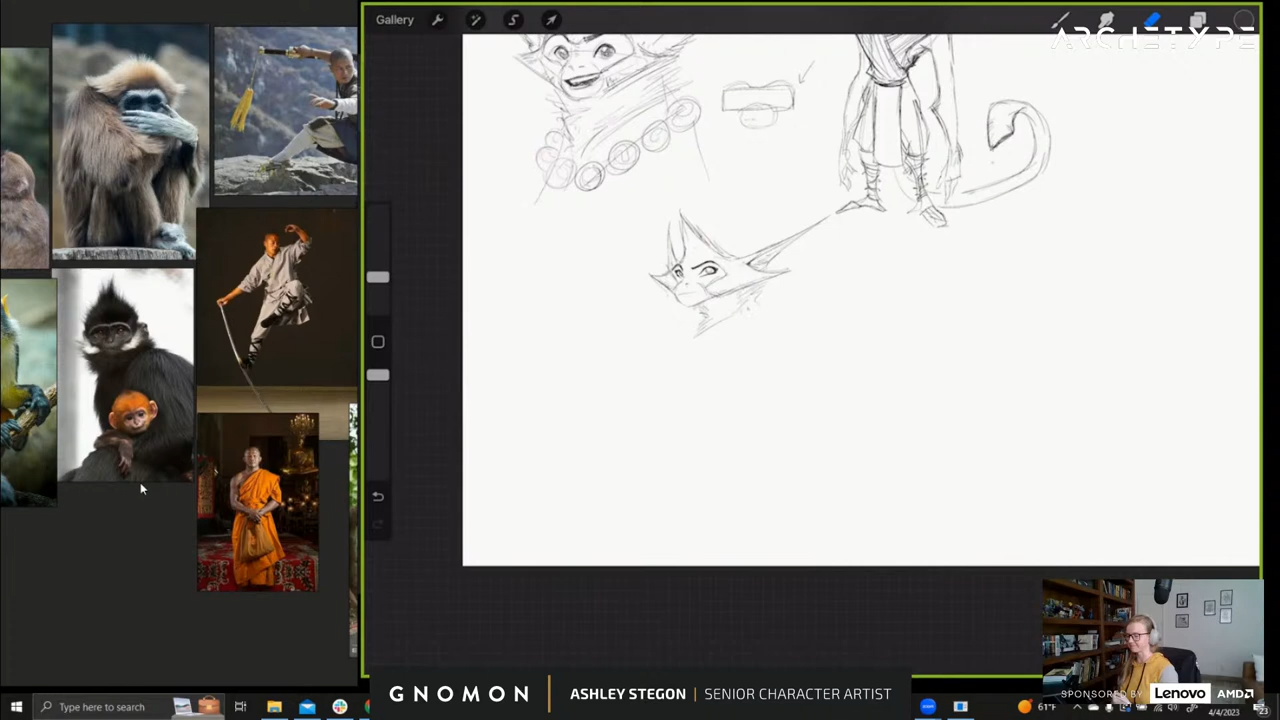 Gallery
ARCHETYPE
GNOMON
ASHLEY STEGON | SENIOR CHARACTER ARTIST
SPONSORED BY Lenovo AMD
Type here to search
61°F
4/4/2023
23